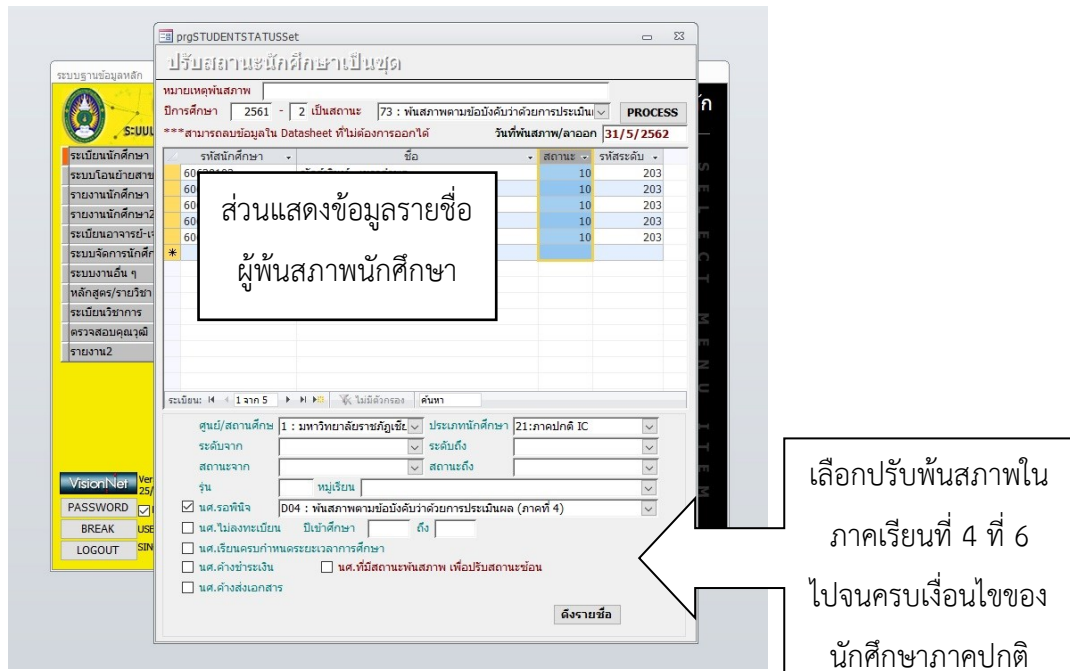 prgSTUDENTSTATUSSet
ปรับสถานะนักศึกษาเป็นชุด
ระบบฐานข้อมูลหลัก
หมายเหตุพ้นสภาพ
ปีการศึกษา 2561 - 2 เป็นสถานะ 73 : พ้นสภาพตามข้อบังคับว่าด้วยการประเมิน PROCESS
***สามารถลบข้อมูลใน Datasheet ที่ไม่ต้องการออกได้ วันที่พ้นสภาพ/ลาออก 31/5/2562
รหัสนักศึกษา ชื่อ สถานะ รหัสระดับ
10 203
10 203
10 203
10 203
10 203
ส่วนแสดงข้อมูลรายชื่อ
ผู้พ้นสภาพนักศึกษา
ระเบียน: 1 จาก 5 ไม่มีตัวกรอง ค้นหา
ระเบียนนักศึกษา
ระบบโอนย้ายสาข
รายงานนักศึกษา
รายงานนักศึกษา2
ระเบียนอาจารย์-เจ
ระบบจัดการนักศึก
ระบบงานอื่น ๆ
หลักสูตร/รายวิชา
ระเบียนวิชาการ
ตรวจสอบคุณวุฒิ
รายงาน2
VisionNet Ver
25/
PASSWORD
BREAK USE
LOGOUT SIN
SELECT MENU ITEM
ศูนย์/สถานศึกษ 1 : มหาวิทยาลัยราชภัฏเชีย ประเภทนักศึกษา 21:ภาคปกติ IC
ระดับจาก ระดับถึง
สถานะจาก สถานะถึง
รุ่น หมู่เรียน
นศ.รอพินิจ D04 : พ้นสภาพตามข้อบังคับว่าด้วยการประเมินผล (ภาคที่ 4)
นศ.ไม่ลงทะเบียน ปีเข้าศึกษา ถึง
นศ.เรียนครบกำหนดระยะเวลาการศึกษา
นศ.ค้างชำระเงิน นศ.ที่มีสถานะพ้นสภาพ เพื่อปรับสถานะซ้อน
นศ.ค้างส่งเอกสาร
ดึงรายชื่อ
เลือกปรับพ้นสภาพใน
ภาคเรียนที่ 4 ที่ 6
ไปจนครบเงื่อนไขของ
นักศึกษาภาคปกติ